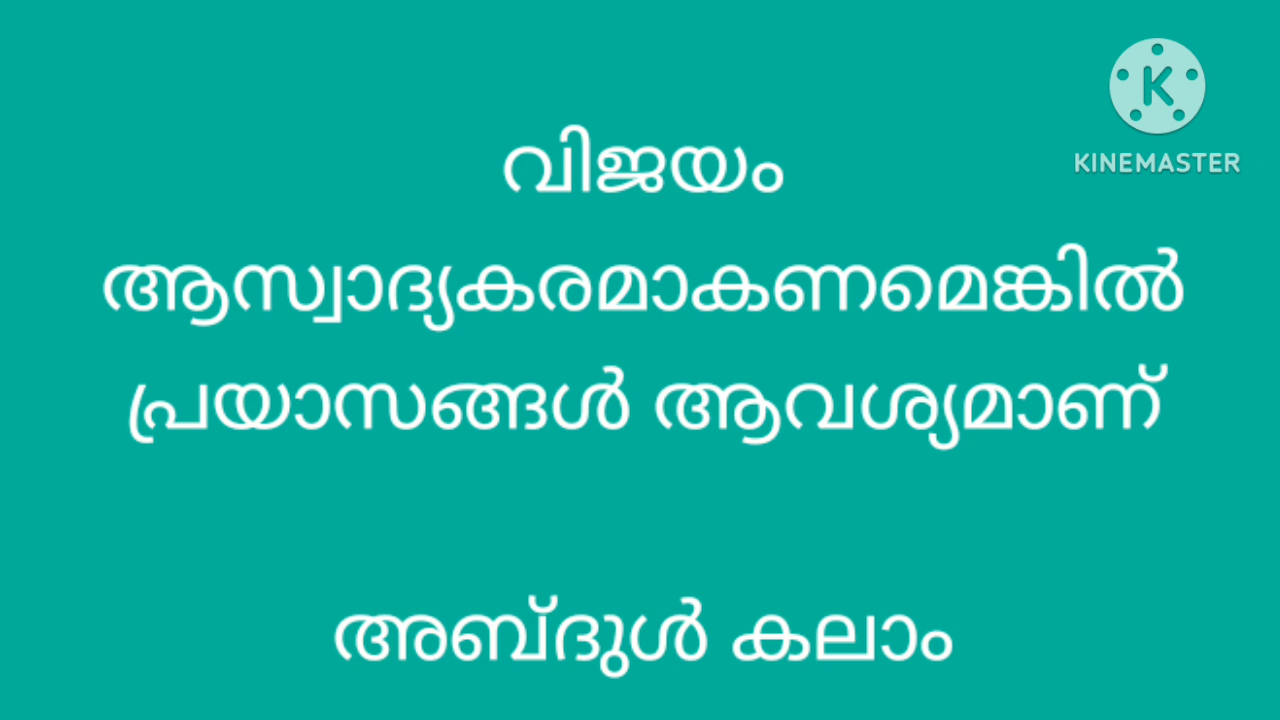 KINEMASTER
വിജയം
ആസ്വാദ്യകരമാകണമെങ്കിൽ
പ്രയാസങ്ങൾ ആവശ്യമാണ്
അബ്ദുൾ കലാം